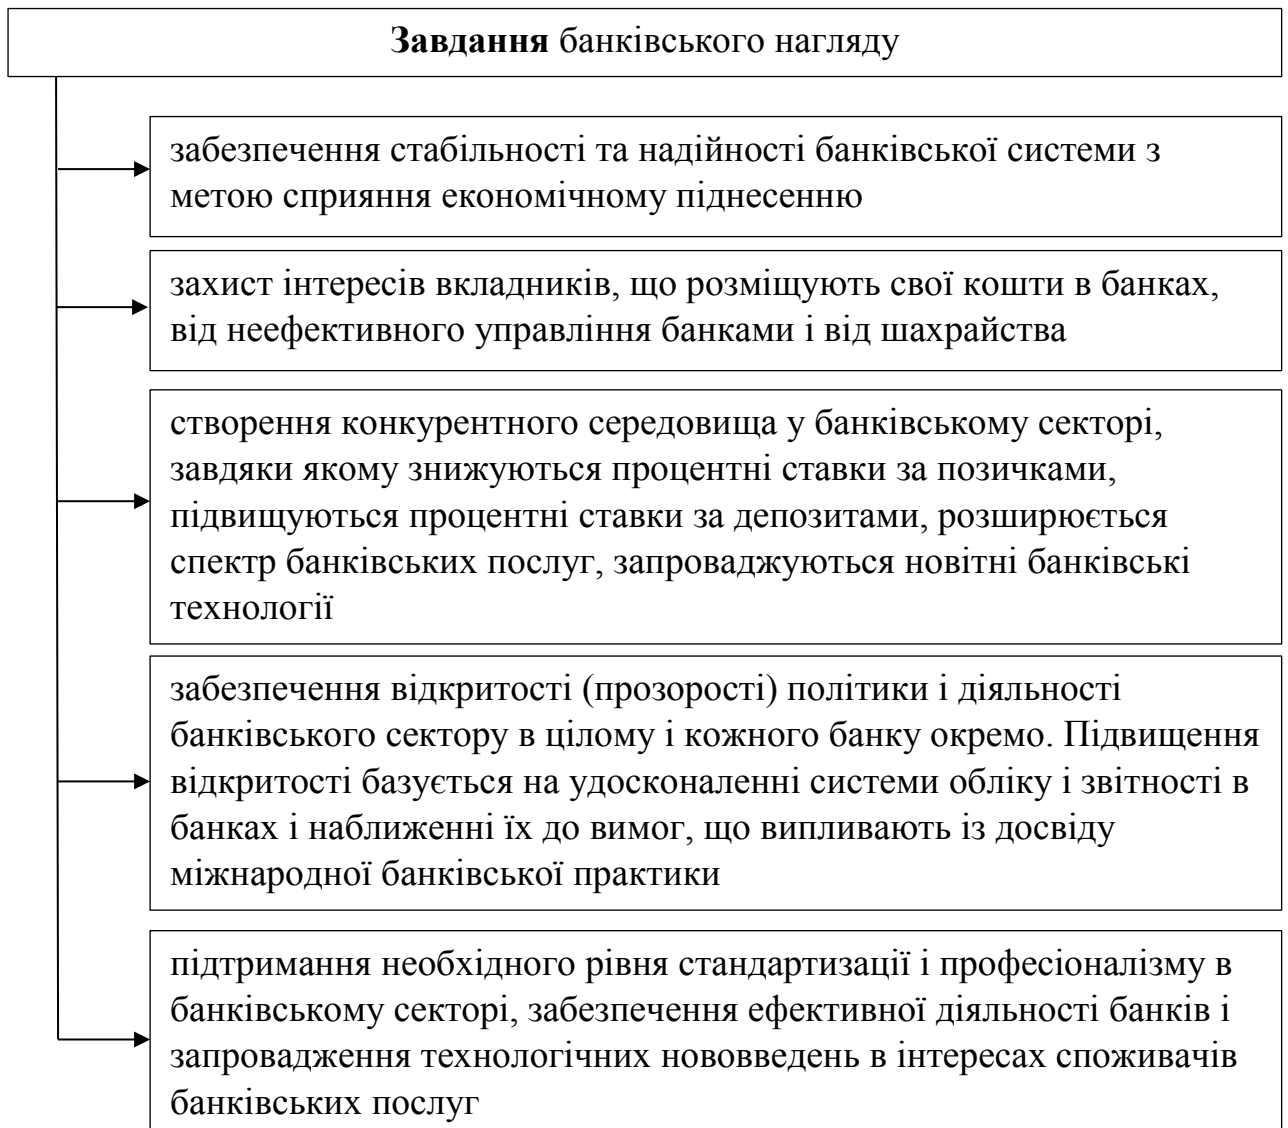 Завдання банківського нагляду
забезпечення стабільності та надійності банківської системи з
метою сприяння економічному піднесенню
захист інтересів вкладників, що розміщують свої кошти в банках,
від неефективного управління банками і від шахрайства
створення конкурентного середовища у банківському секторі,
завдяки якому знижуються процентні ставки за позичками,
підвищуються процентні ставки за депозитами, розширюється
спектр банківських послуг, запроваджуються новітні банківські
технології
забезпечення відкритості (прозорості) політики і діяльності
банківського сектору в цілому і кожного банку окремо. Підвищення
відкритості базується на удосконаленні системи обліку і звітності в
банках і наближенні їх до вимог, що випливають із досвіду
міжнародної банківської практики
підтримання необхідного рівня стандартизації і професіоналізму в
банківському секторі, забезпечення ефективної діяльності банків і
запровадження технологічних нововведень в інтересах споживачів
банківських послуг